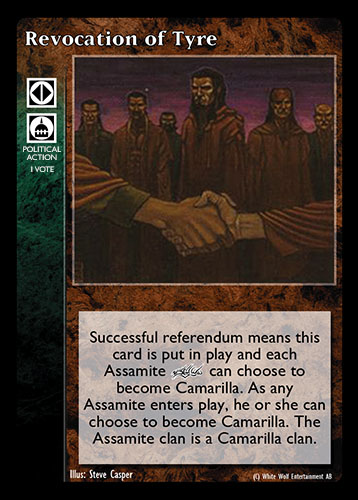 Revocation of Tyre
POLITICAL
ACTION
1 VOTE
Successful referendum means this
card is put in play and each
Assamite can choose to
become Camarilla. As any
Assamite enters play, he or she can
choose to become Camarilla. The
Assamite clan is a Camarilla clan.
Illus: Steve Casper
(C) White Wolf Entertainment AB